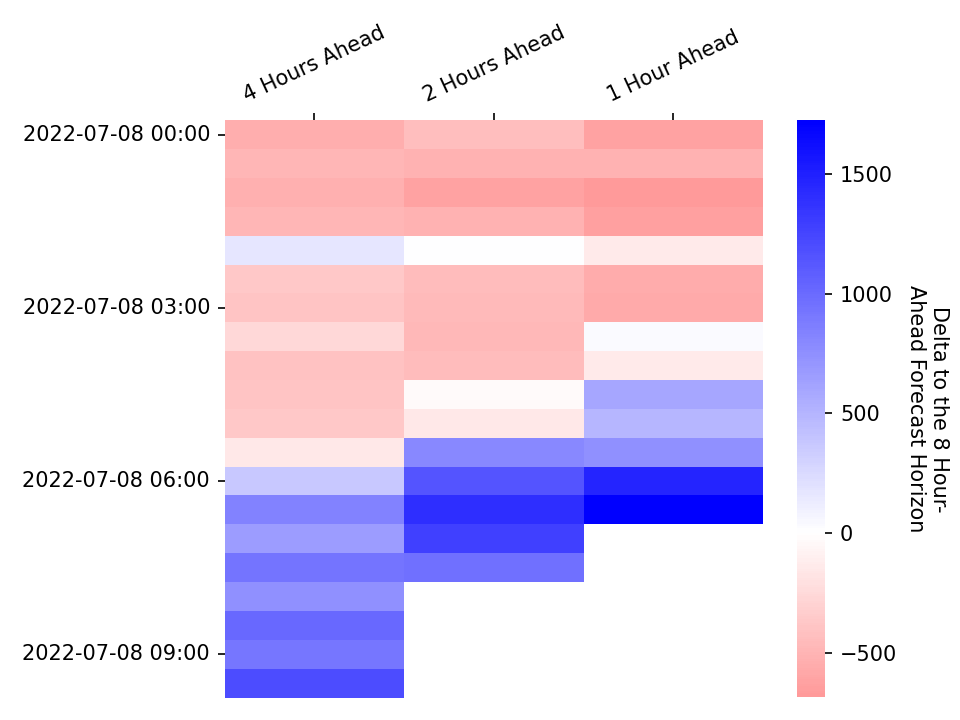 4 Hours Ahead
2 Hours Ahead
1 Hour Ahead
2022-07-08 00:00
2022-07-08 03:00
2022-07-08 06:00
2022-07-08 09:00
1500
1000
500
0
−500
Delta to the 8 Hour-
Ahead Forecast Horizon